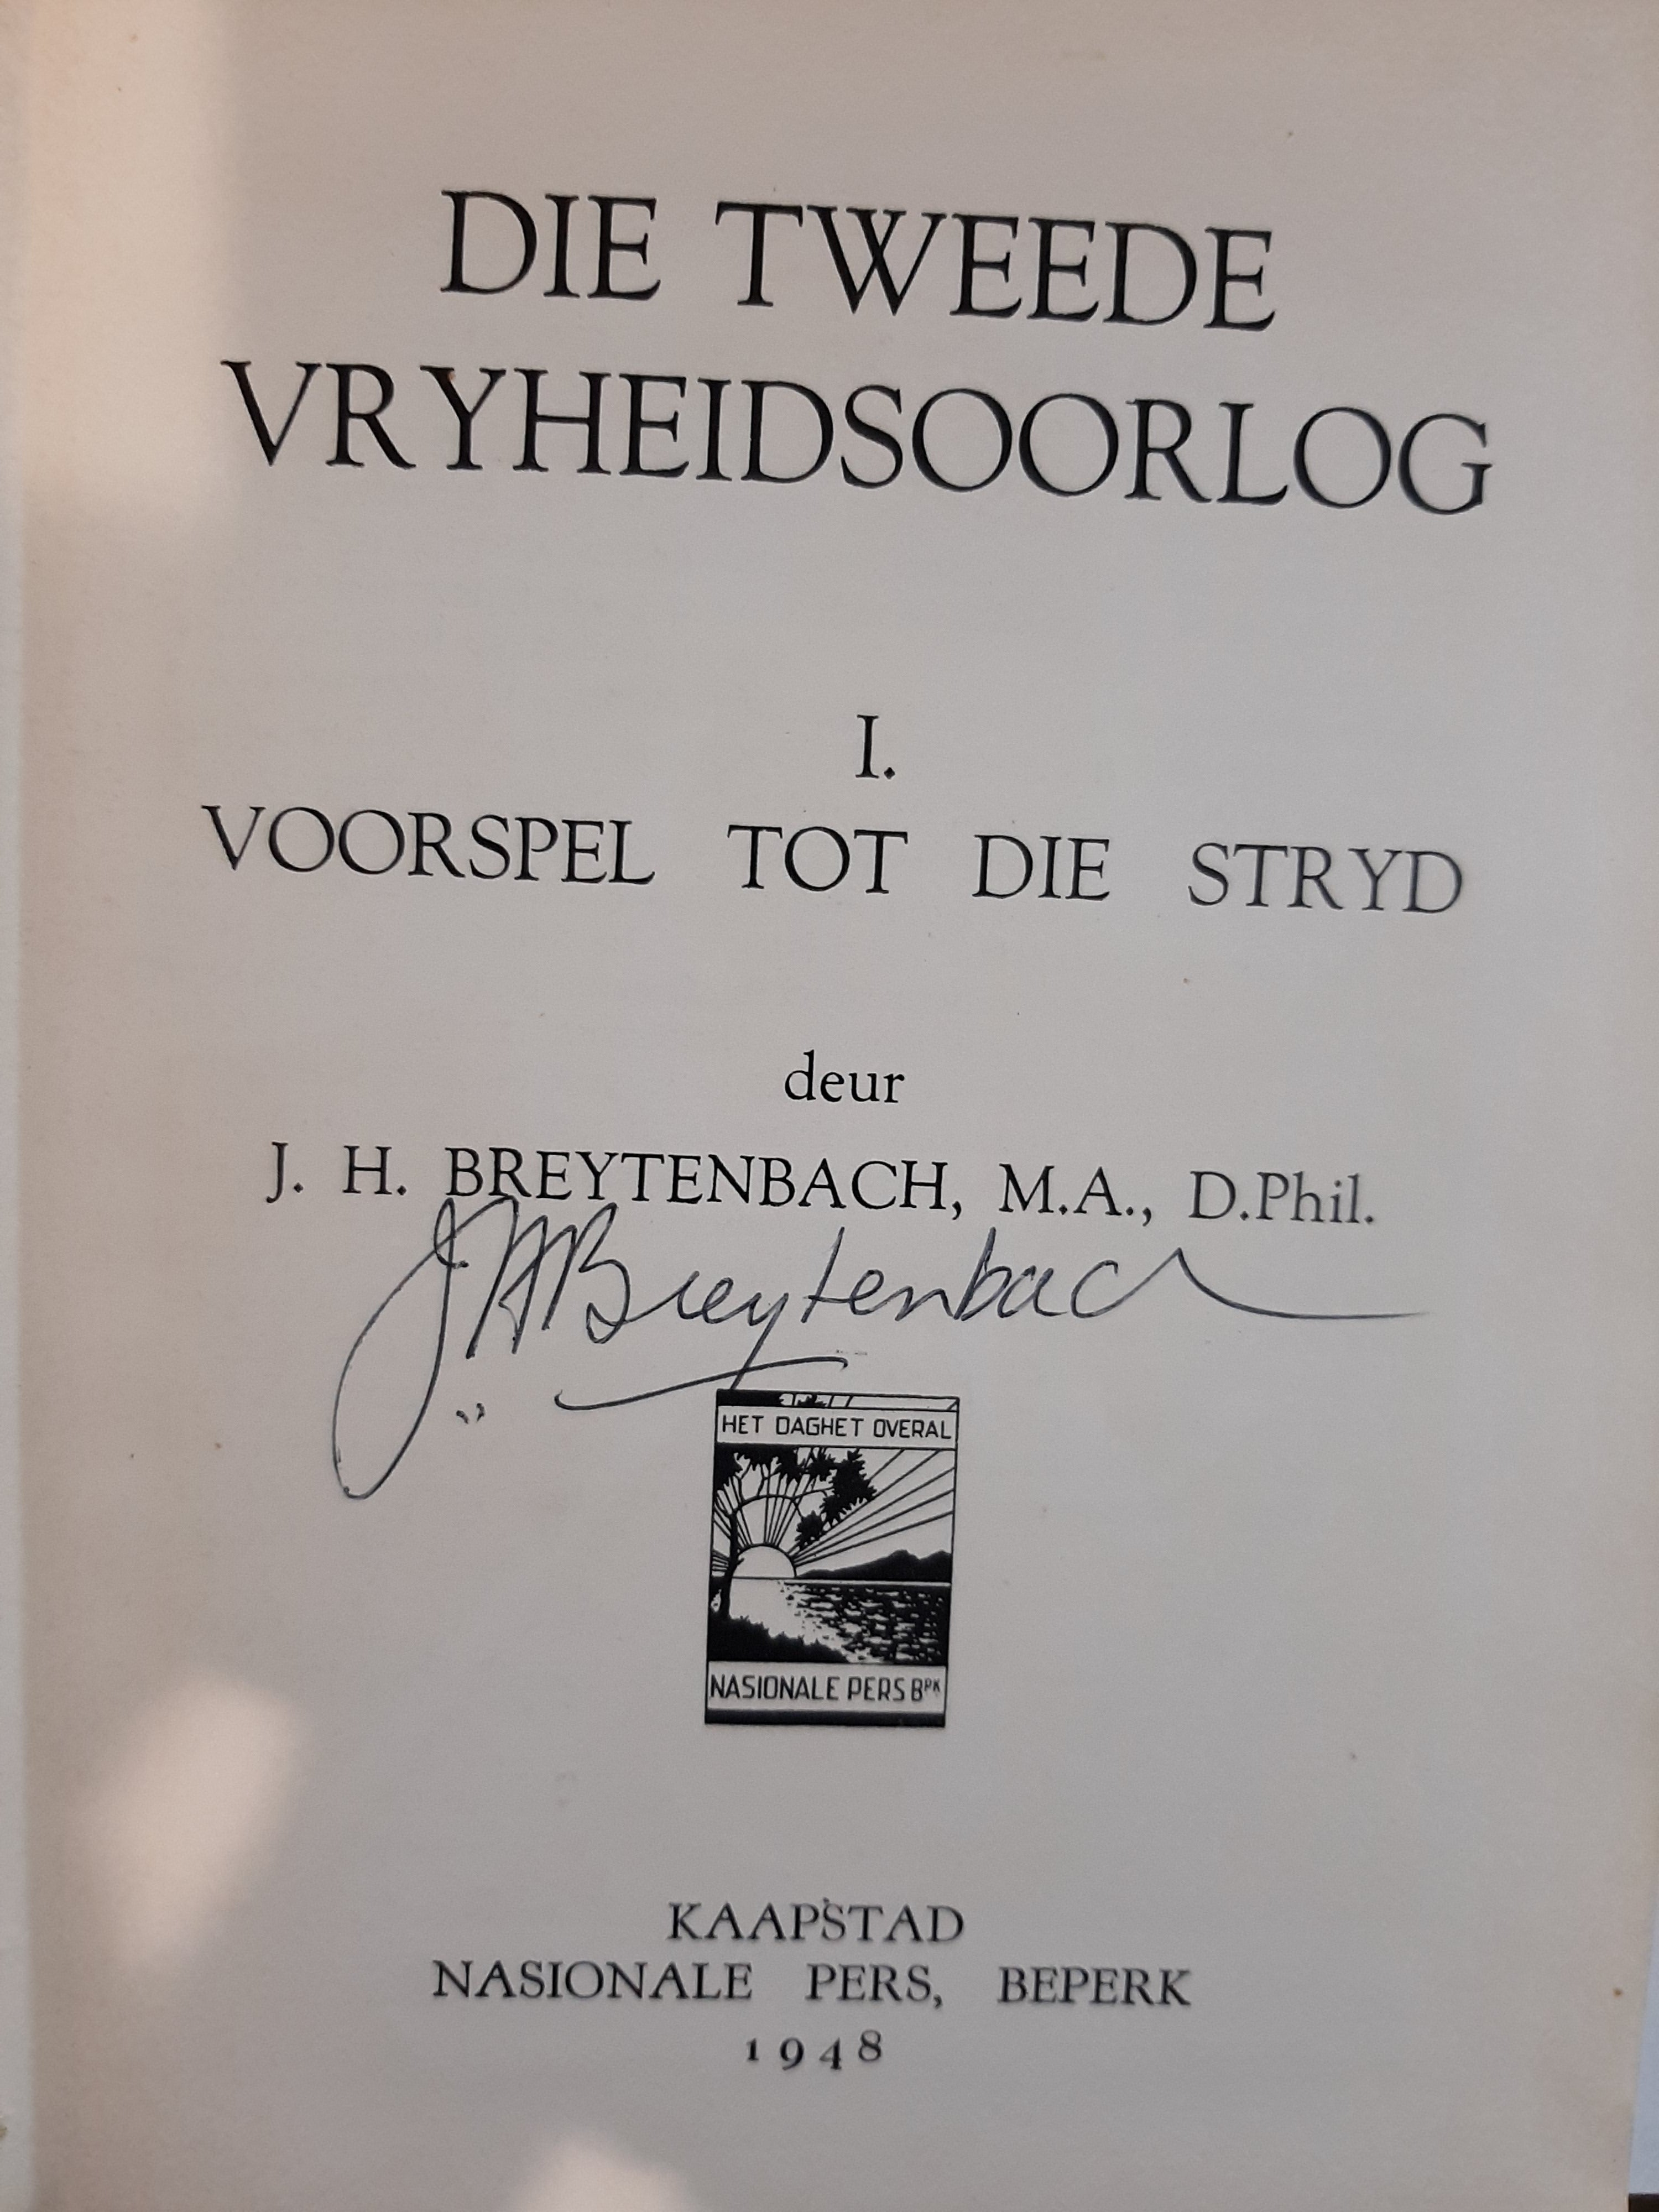 DIE TWEEDE
VRYHEIDSOORLOG
I.
VOORSPEL TOT DIE STRYD
deur
J. H. BREYTENBACH, M.A., D.Phil.
JHBreytenbach
HET DAGHET OVERAL
NASIONALE PERS BPK
KAAPSTAD
NASIONALE PERS, BEPERK
1948